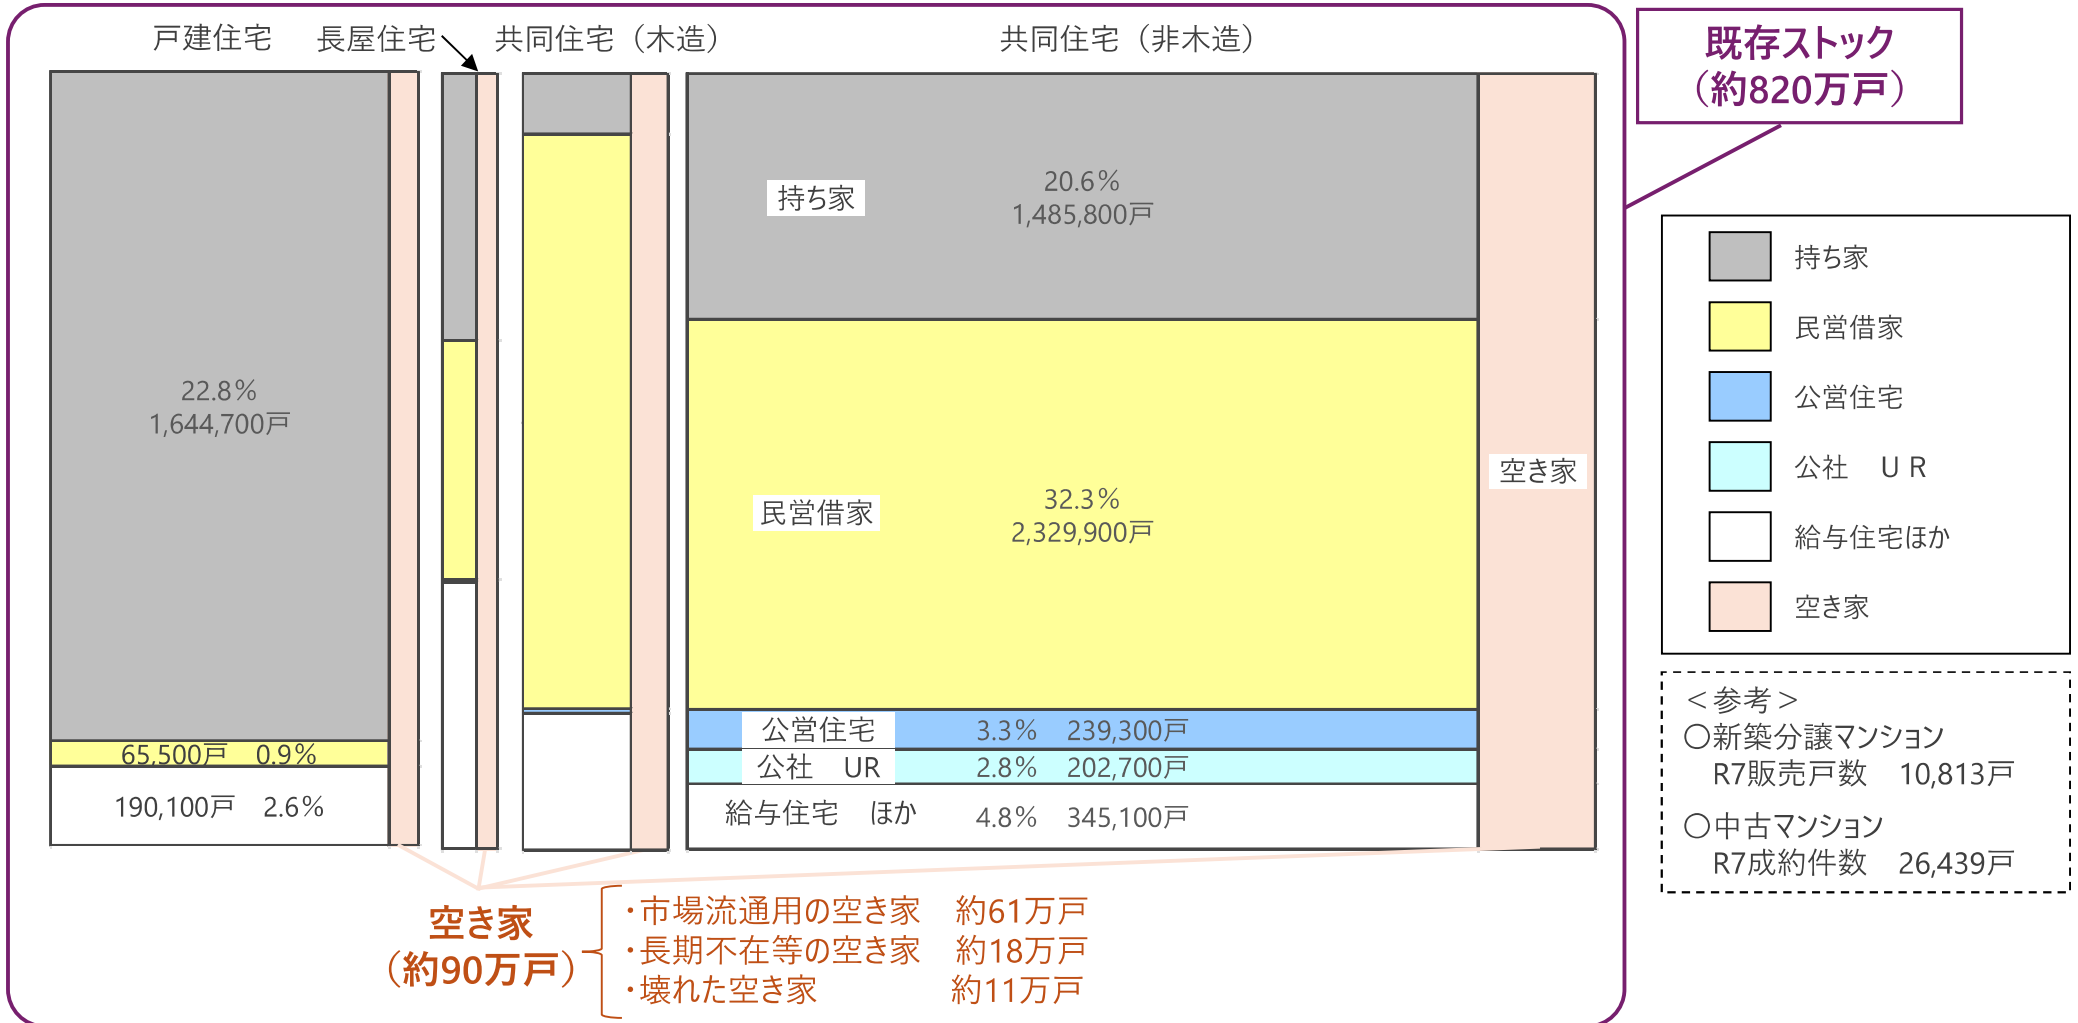 戸建住宅
長屋住宅
共同住宅（木造）
共同住宅（非木造）
既存ストック
（約820万戸）
22.8%
1,644,700戸
65,500戸　0.9%
190,100戸　2.6%
持ち家
20.6%
1,485,800戸
民営借家
32.3%
2,329,900戸
公営住宅　3.3%　239,300戸
公社　UR　2.8%　202,700戸
給与住宅　ほか　4.8%　345,100戸
空き家
空き家
（約90万戸）
・市場流通用の空き家　約61万戸
・長期不在等の空き家　約18万戸
・壊れた空き家　約11万戸
持ち家
民営借家
公営住宅
公社　ＵＲ
給与住宅ほか
空き家
＜参考＞
〇新築分譲マンション
R7販売戸数　10,813戸
〇中古マンション
R7成約件数　26,439戸